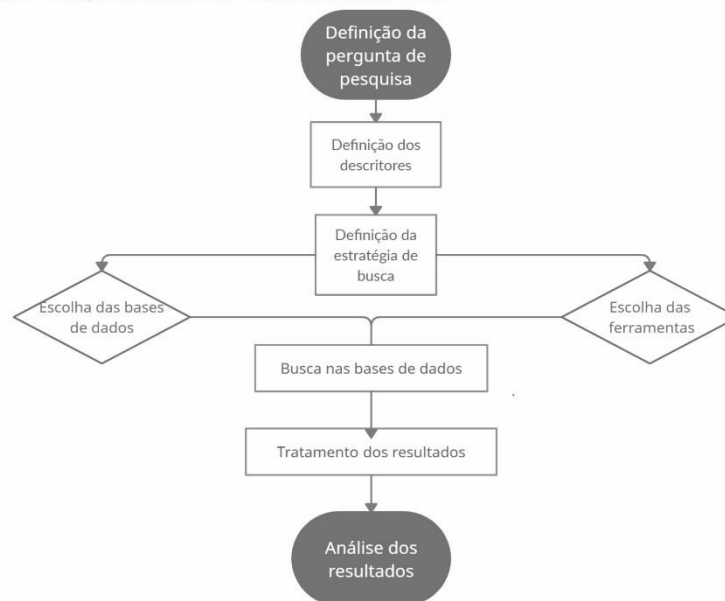 Definição da
pergunta de
pesquisa
Definição dos
descritores
Definição da
estratégia de
busca
Escolha das bases
de dados
Escolha das
ferramentas
Busca nas bases de dados
Tratamento dos resultados
Análise dos
resultados